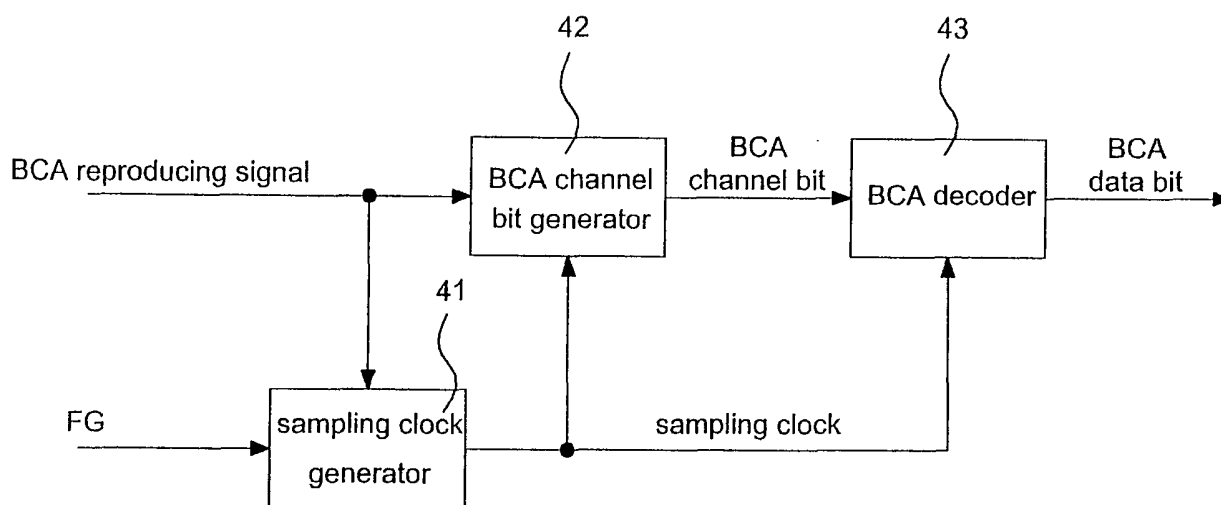 42
43
BCA reproducing signal
BCA channel
bit generator
BCA
channel bit
BCA decoder
BCA
data bit
41
FG
sampling clock
generator
sampling clock